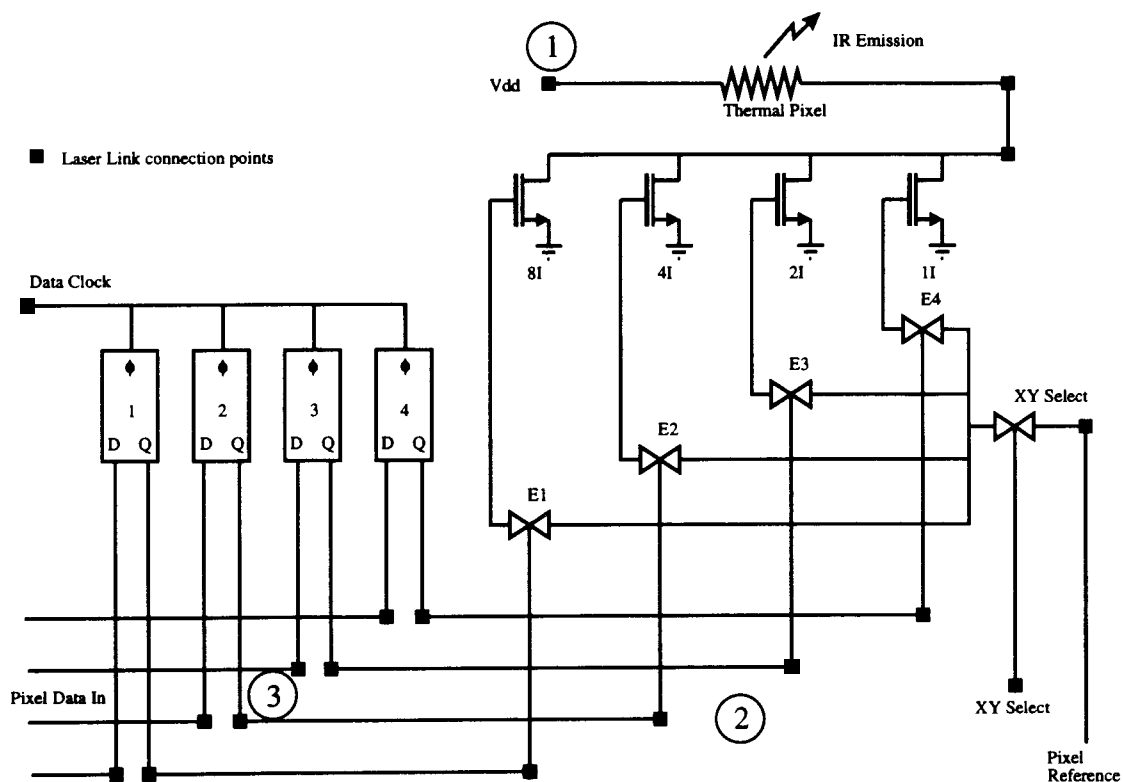 1
IR Emission
Vdd
Thermal Pixel
Laser Link connection points
8I
4I
2I
1I
Data Clock
E4
E3
XY Select
1
2
3
4
D Q
D Q
D Q
D Q
E2
E1
3
2
Pixel Data In
XY Select
Pixel
Reference